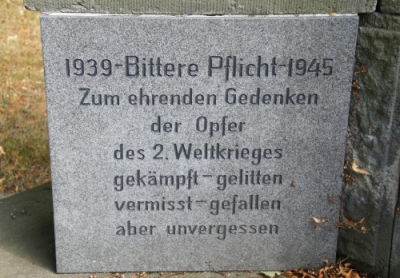 1939-Bittere Pflicht-1945
Zum ehrenden Gedenken
der Opfer
des 2. Weltkrieges
gekämpft-gelitten
vermisst-gefallen
aber unvergessen